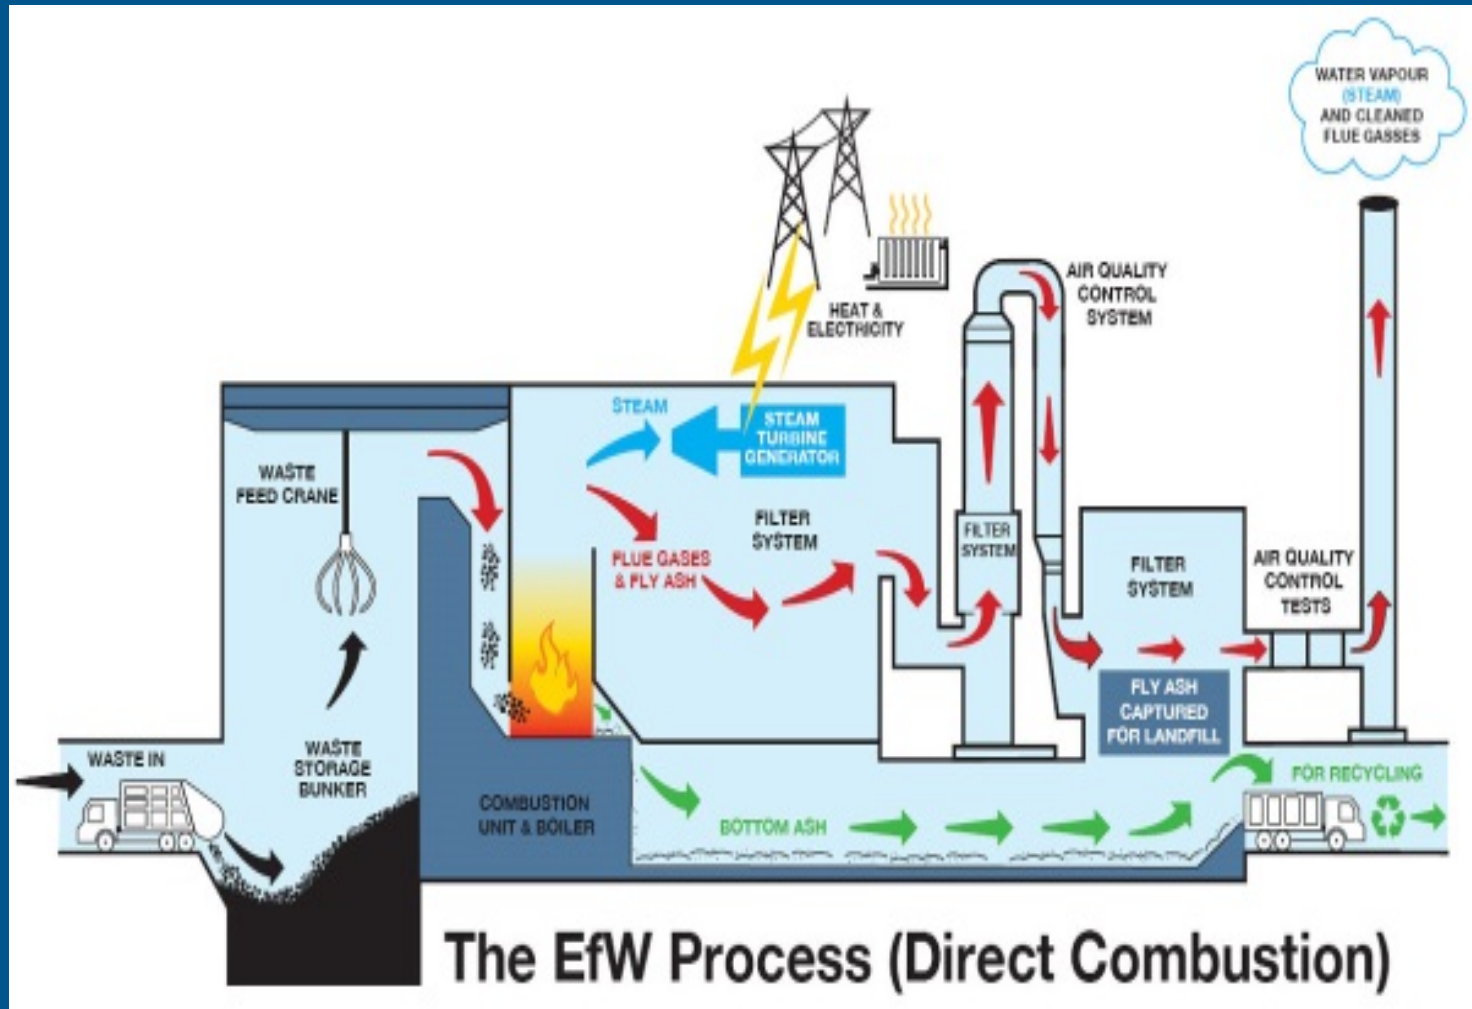 WATER VAPOUR
(STEAM)
AND CLEANED
FLUE GASSES
HEAT &
ELECTRICITY
AIR QUALITY
CONTROL
SYSTEM
STEAM
STEAM
TURBINE
GENERATOR
WASTE
FEED CRANE
FILTER
SYSTEM
FLUE GASES
& FLY ASH
FILTER
SYSTEM
FILTER
SYSTEM
AIR QUALITY
CONTROL
TESTS
FLY ASH
CAPTURED
FOR LANDFILL
WASTE IN
WASTE
STORAGE
BUNKER
COMBUSTION
UNIT & BOILER
BOTTOM ASH
FOR RECYCLING
The EfW Process (Direct Combustion)